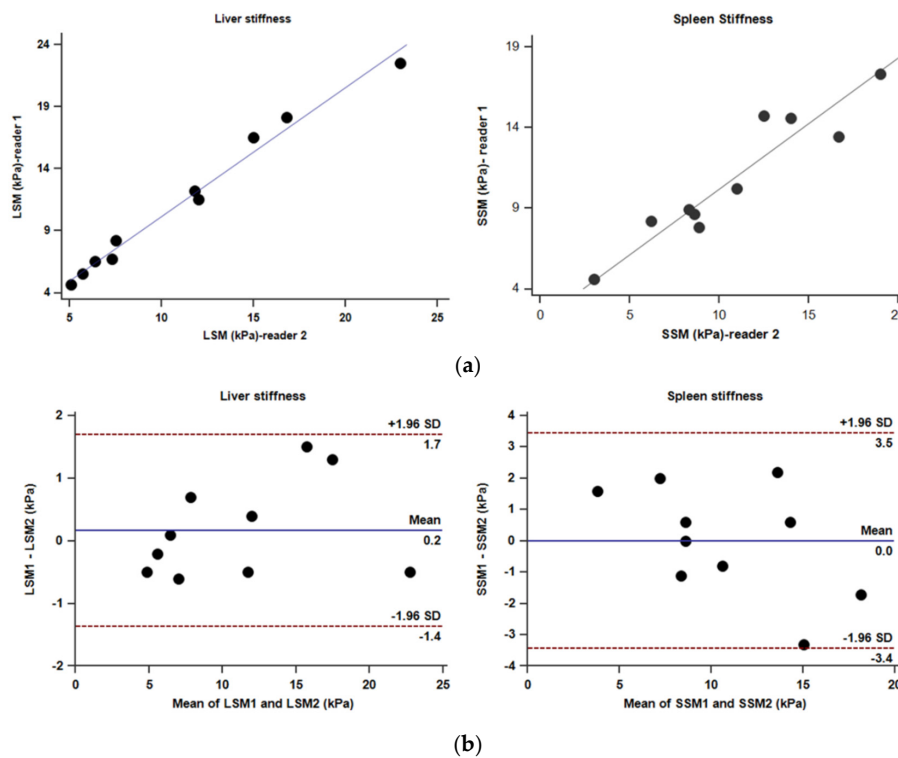 Liver stiffness
24
19
14
9
4
LSM (kPa)-reader 1
5
10
15
20
25
LSM (kPa)-reader 2
Spleen Stiffness
19
14
9
4
SSM (kPa)- reader 1
0
5
10
15
20
SSM (kPa)-reader 2
(a)
Liver stiffness
2
1
0
-1
-2
LSM1 - LSM2 (kPa)
+1.96 SD
1.7
Mean
0.2
-1.96 SD
-1.4
0
5
10
15
20
25
Mean of LSM1 and LSM2 (kPa)
Spleen stiffness
4
3
2
1
0
-1
-2
-3
-4
SSM1 - SSM2 (kPa)
+1.96 SD
3.5
Mean
0.0
-1.96 SD
-3.4
0
5
10
15
20
Mean of SSM1 and SSM2 (kPa)
(b)